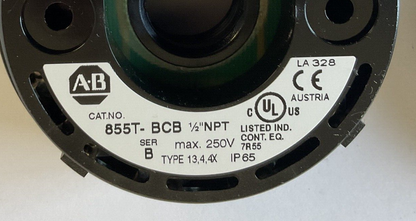 A-B
LA 328
CE
AUSTRIA
CAT.NO.
855T- BCB ½"NPT
C UL US
LISTED IND.
CONT. EQ.
7R55
SER
B
max. 250V
TYPE 13,4,4X IP65